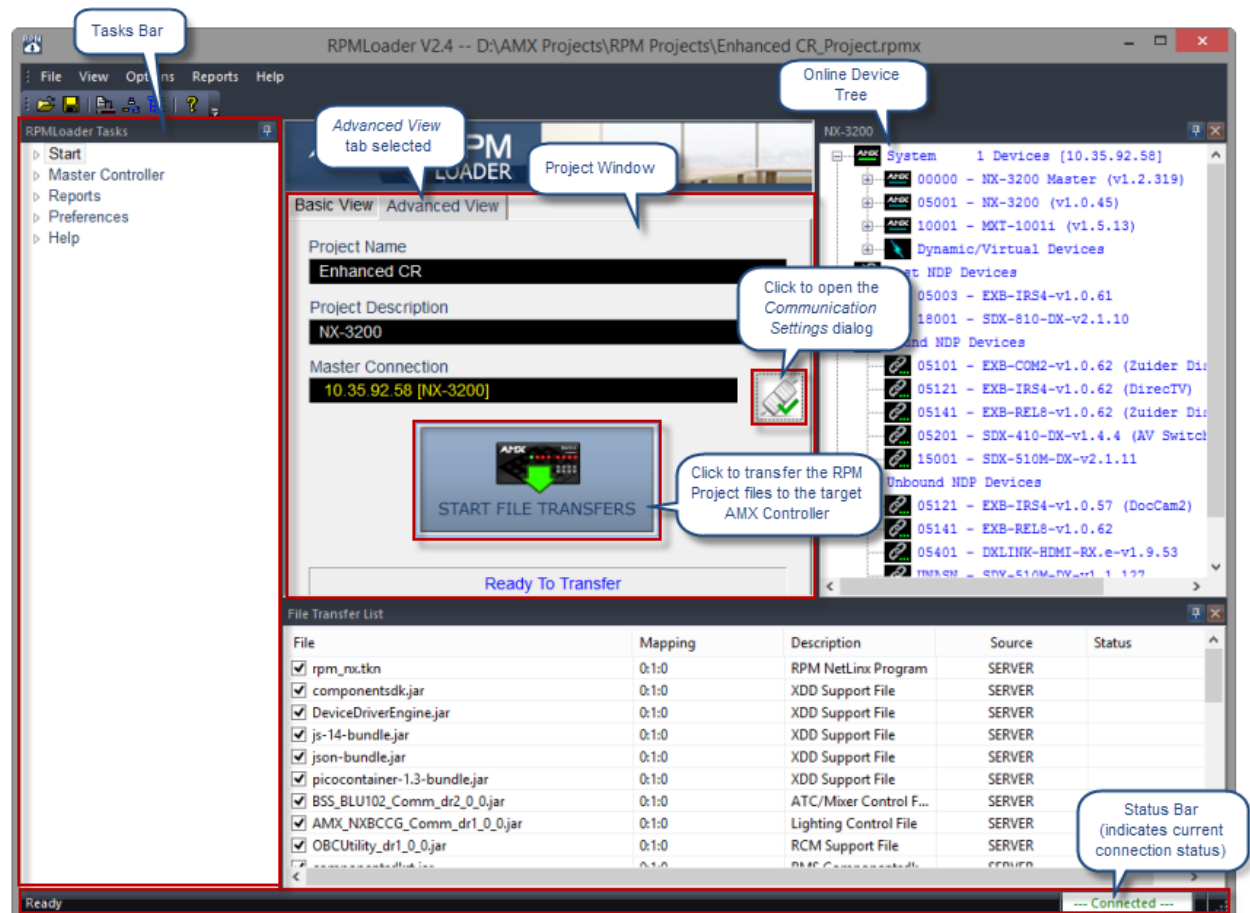 Tasks Bar
RPMLoader V2.4 -- D:\AMX Projects\RPM Projects\Enhanced CR_Project.rpmx
File View Options Reports Help
Online Device
Tree
RPMLoader Tasks
Start
Master Controller
Reports
Preferences
Help
Advanced View
tab selected
LOADER
Project Window
Basic View Advanced View
Project Name
Enhanced CR
Project Description
NX-3200
Master Connection
10.35.92.58 [NX-3200]
Click to open the
Communication
Settings dialog
AMX
START FILE TRANSFERS
Click to transfer the RPM
Project files to the target
AMX Controller
Ready To Transfer
NX-3200
System 1 Devices [10.35.92.58]
00000 - NX-3200 Master (v1.2.319)
05001 - NX-3200 (v1.0.45)
10001 - MXT-1001i (v1.5.13)
Dynamic/Virtual Devices
NDP Devices
05003 - EXB-IRS4-v1.0.61
18001 - SDX-810-DX-v2.1.10
NDP Devices
05101 - EXB-COM2-v1.0.62 (Zuider Di
05121 - EXB-IRS4-v1.0.62 (DirecTV)
05141 - EXB-REL8-v1.0.62 (Zuider Di
05201 - SDX-410-DX-v1.4.4 (AV Switch
15001 - SDX-510M-DX-v2.1.11
Unbound NDP Devices
05121 - EXB-IRS4-v1.0.57 (DocCam2)
05141 - EXB-REL8-v1.0.62
05401 - DXLINK-HDMI-RX.e-v1.9.53
UNASN - SDX-510M-DX-v1.1.127
File Transfer List
File Mapping Description Source Status
rpm_nx.tkn 0:1:0 RPM NetLinx Program SERVER
componentsdk.jar 0:1:0 XDD Support File SERVER
DeviceDriverEngine.jar 0:1:0 XDD Support File SERVER
js-14-bundle.jar 0:1:0 XDD Support File SERVER
json-bundle.jar 0:1:0 XDD Support File SERVER
picocontainer-1.3-bundle.jar 0:1:0 XDD Support File SERVER
BSS_BLU102_Comm_dr2_0_0.jar 0:1:0 ATC/Mixer Control F... SERVER
AMX_NXBCCG_Comm_dr1_0_0.jar 0:1:0 Lighting Control File SERVER
OBCUtility_dr1_0_0.jar 0:1:0 RCM Support File SERVER
Status Bar
(indicates current
connection status)
Ready
--- Connected ---